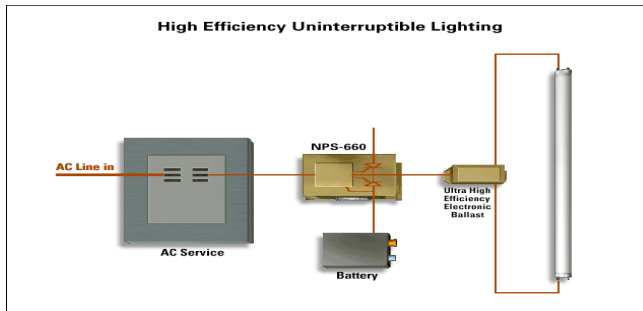 High Efficiency Uninterruptible Lighting
NPS-660
AC Line in
Ultra High
Efficiency
Electronic
Ballast
AC Service
Battery